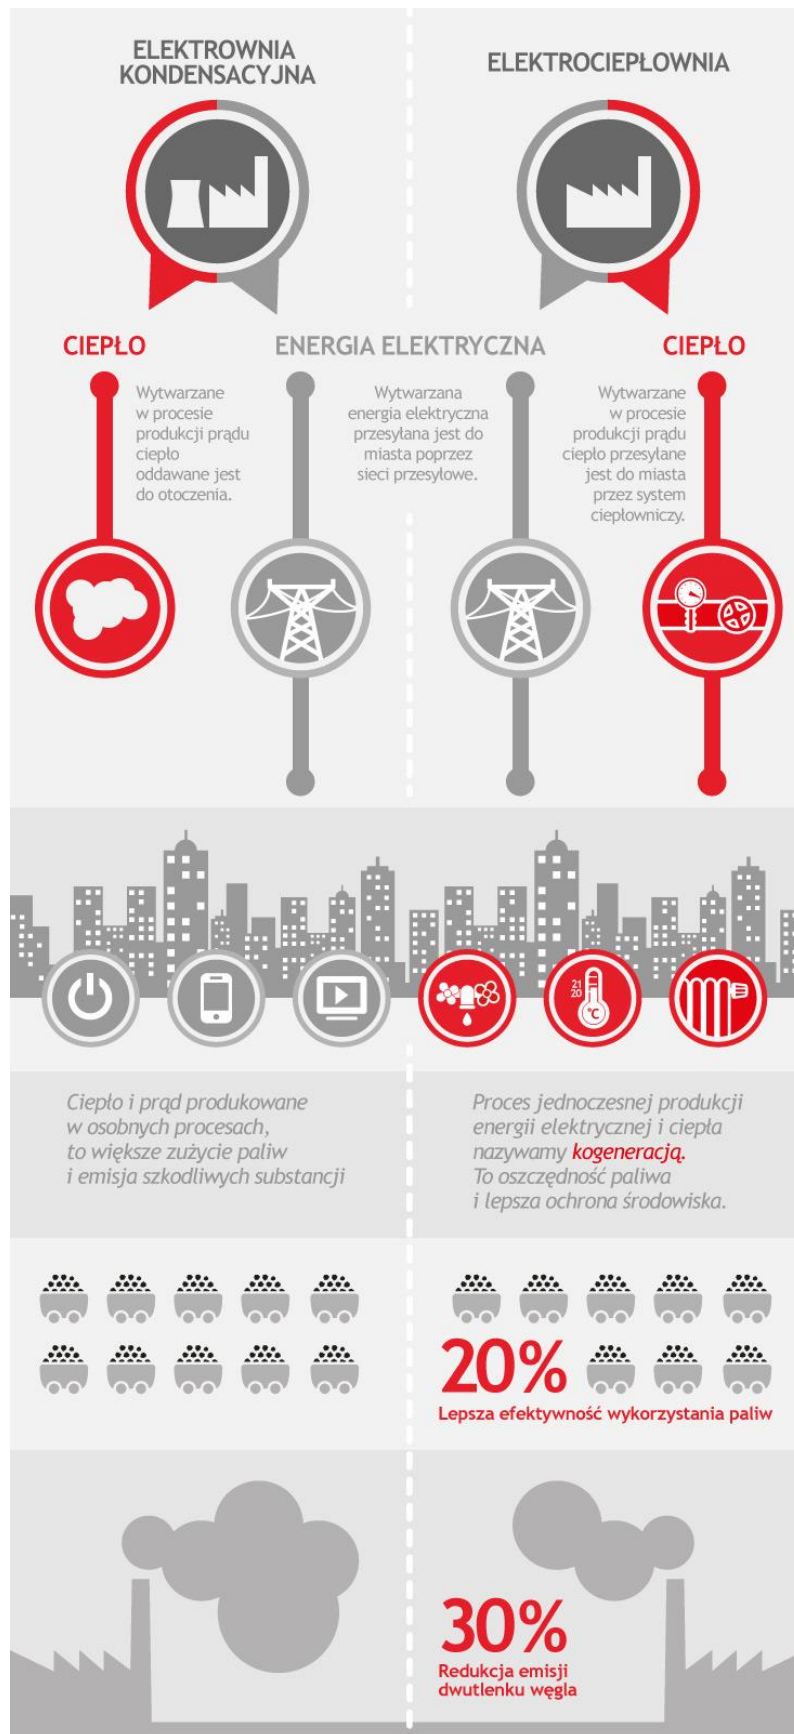 ELEKTROWNIA
KONDENSACYJNA
ELEKTROCIEPŁOWNIA
CIEPŁO
ENERGIA ELEKTRYCZNA
CIEPŁO
Wytwarzane
w procesie
produkcji prądu
ciepło
oddawane jest
do otoczenia.
Wytwarzana
energia elektryczna
przesyłana jest do
miasta poprzez
sieci przesyłowe.
Wytwarzane
w procesie
produkcji prądu
ciepło przesyłane
jest do miasta
przez system
ciepłowniczy.
21
20
°C
Ciepło i prąd produkowane
w osobnych procesach,
to większe zużycie paliw
i emisja szkodliwych substancji
Proces jednoczesnej produkcji
energii elektrycznej i ciepła
nazywamy kogeneracją.
To oszczędność paliwa
i lepsza ochrona środowiska.
20%
Lepsza efektywność wykorzystania paliw
30%
Redukcja emisji
dwutlenku węgla